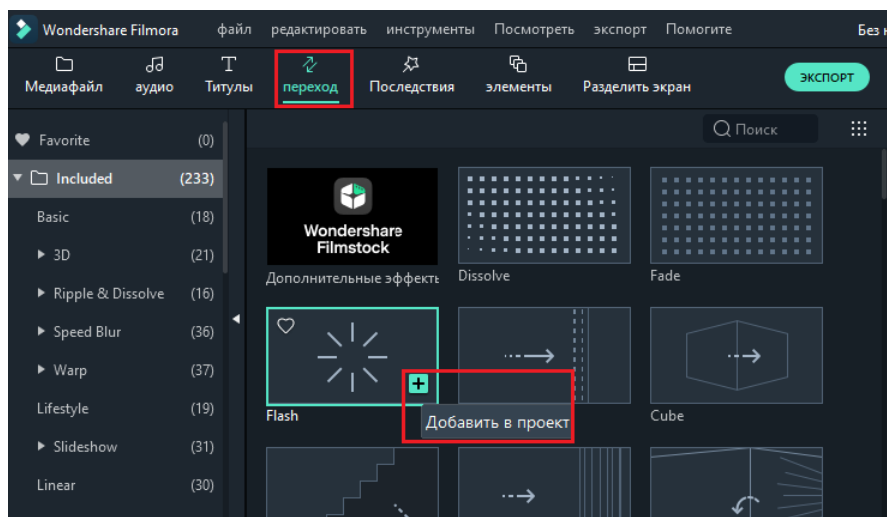 Wondershare Filmora файл редактировать инструменты Посмотреть экспорт Помогите Без
Медиафайл аудио Титулы переход Последствия элементы Разделить экран экспорт
Favorite (0) Поиск
Included (233)
Basic (18)
3D (21)
Ripple & Dissolve (16)
Speed Blur (36)
Warp (37)
Lifestyle (19)
Slideshow (31)
Linear (30)
Wondershare
Filmstock
Дополнительные эффекть Dissolve Fade
Flash Добавить в проект Cube